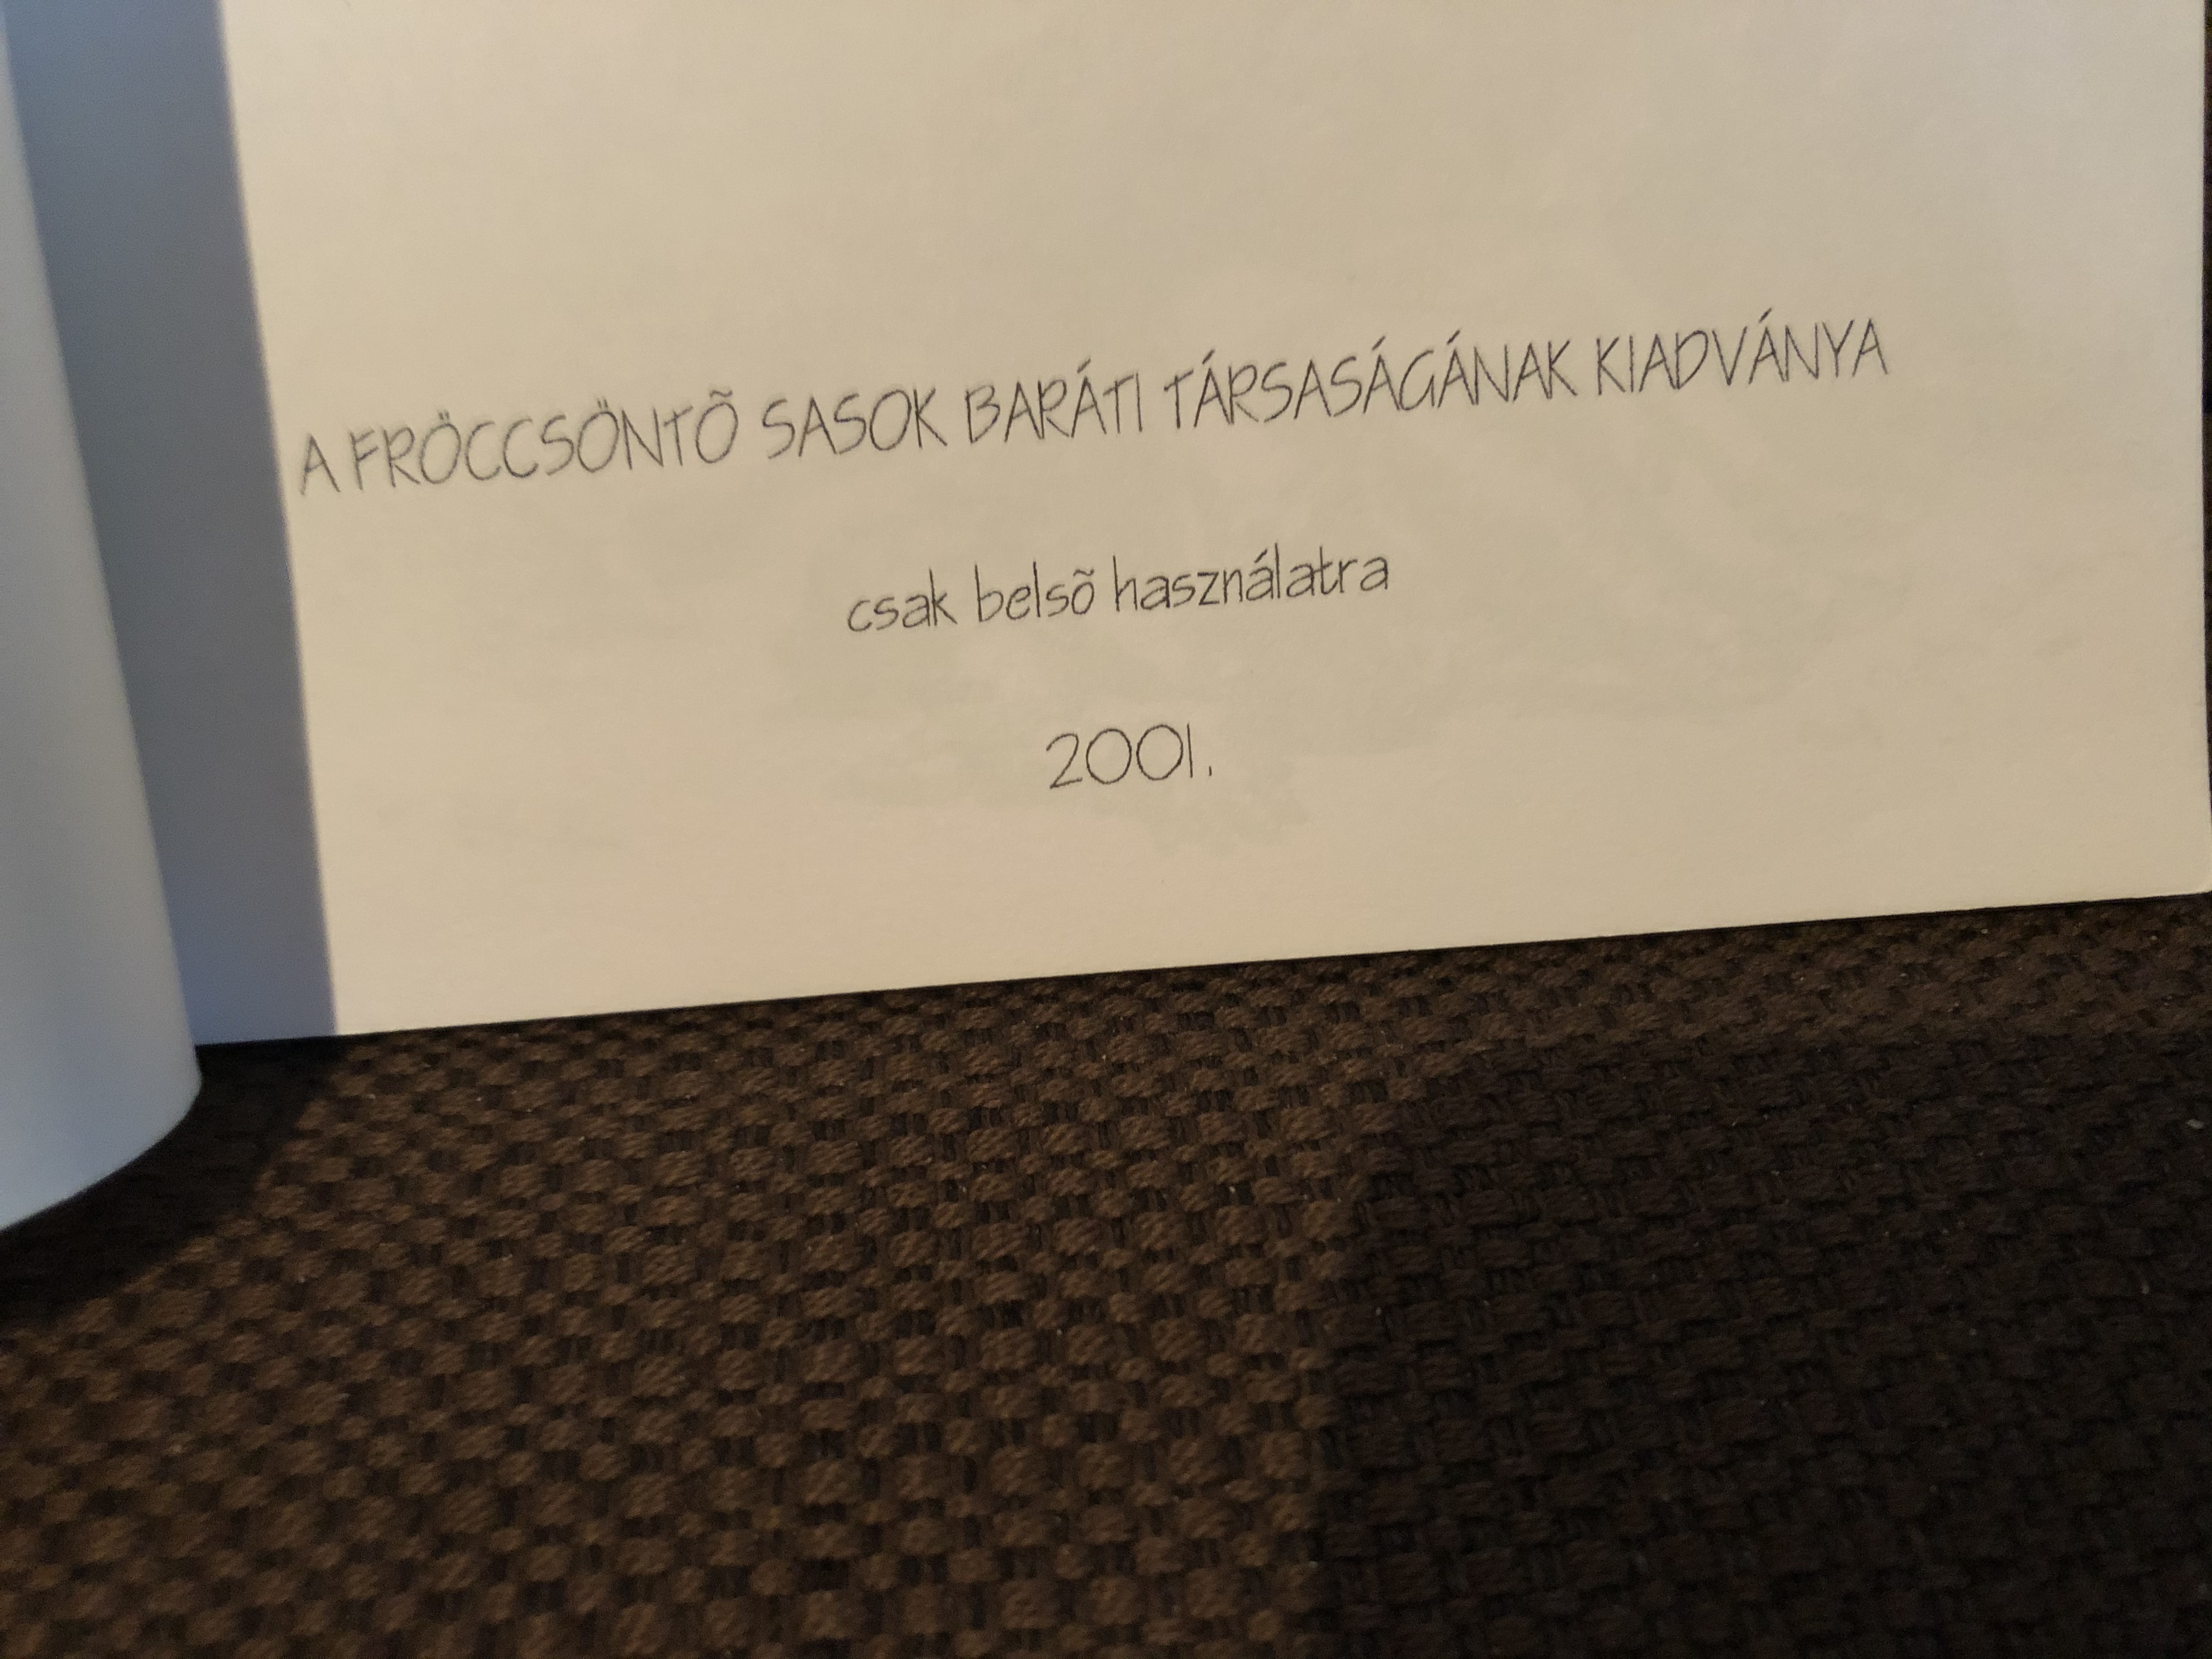 A FRÖCCSÖNTÕ SASOK BARÁTI TÁRSASÁGÁNAK KIADVÁNYA
csak belsõ használatra
2001.